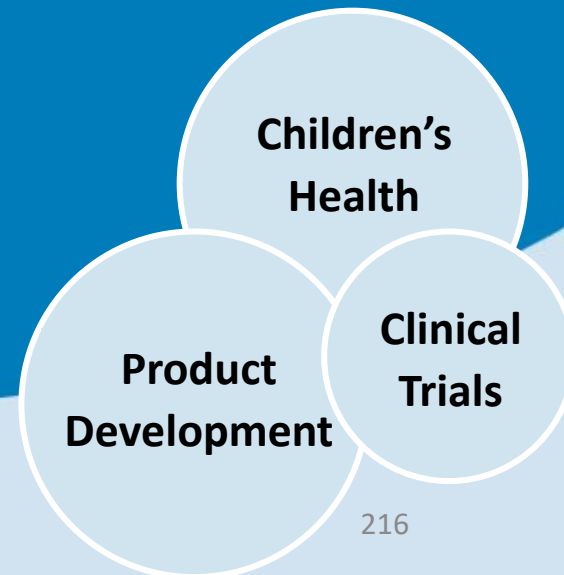 Children’s
Health
Clinical
Trials
Product
Development
216